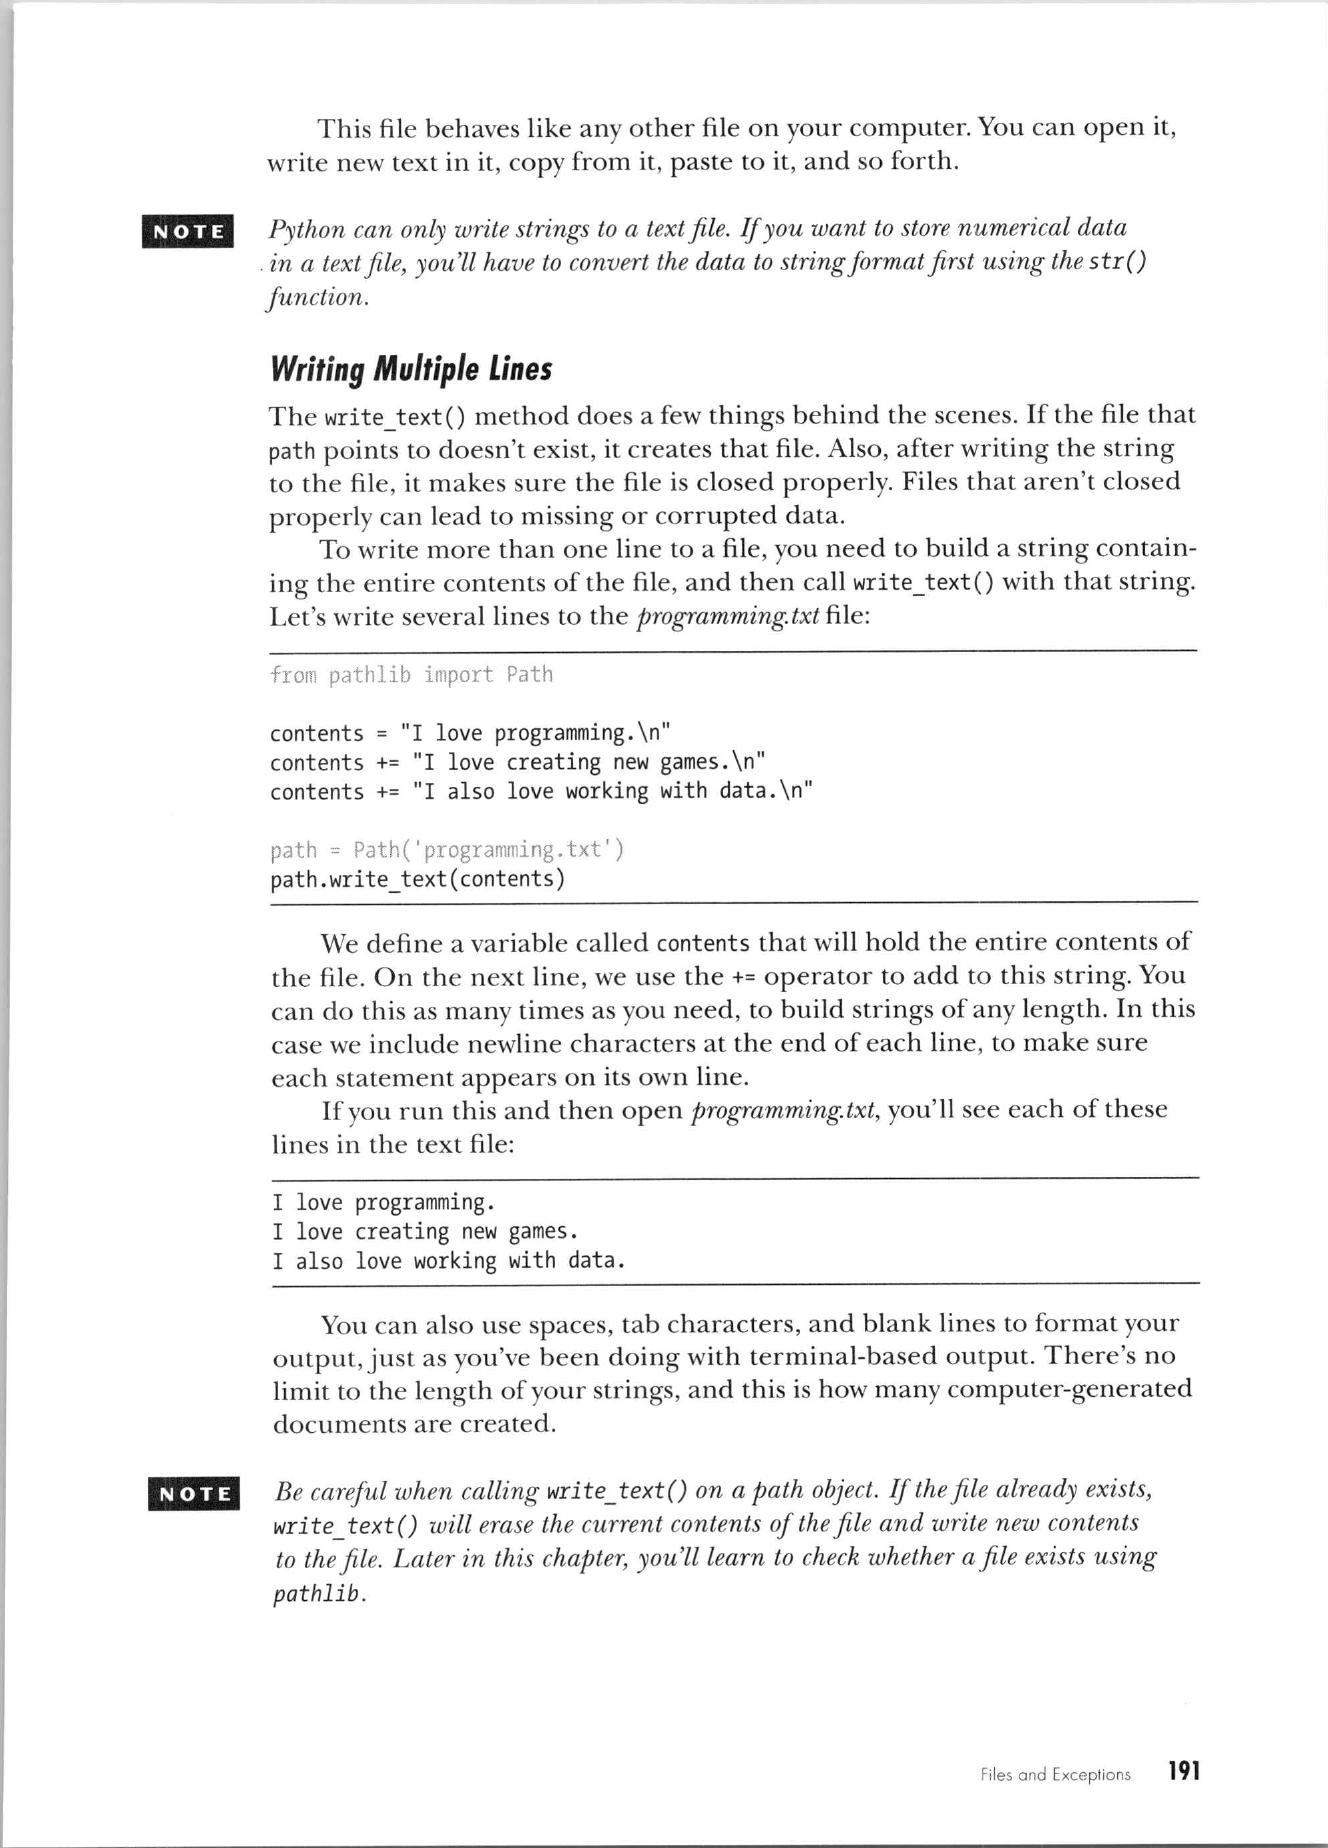 This file behaves like any other file on your computer. You can open it,
write new text in it, copy from it, paste to it, and so forth.
NOTE
Python can only write strings to a text file. If you want to store numerical data
in a text file, you'll have to convert the data to string format first using the str()
function.
Writing Multiple Lines
The write_text() method does a few things behind the scenes. If the file that
path points to doesn't exist, it creates that file. Also, after writing the string
to the file, it makes sure the file is closed properly. Files that aren't closed
properly can lead to missing or corrupted data.
To write more than one line to a file, you need to build a string contain-
ing the entire contents of the file, and then call write_text() with that string.
Let's write several lines to the programming.txt file:
from pathlib import Path
contents = "I love programming.\n"
contents += "I love creating new games.\n"
contents += "I also love working with data.\n"
path = Path('programming.txt')
path.write_text(contents)
We define a variable called contents that will hold the entire contents of
the file. On the next line, we use the += operator to add to this string. You
can do this as many times as you need, to build strings of any length. In this
case we include newline characters at the end of each line, to make sure
each statement appears on its own line.
If you run this and then open programming.txt, you'll see each of these
lines in the text file:
I love programming.
I love creating new games.
I also love working with data.
You can also use spaces, tab characters, and blank lines to format your
output, just as you've been doing with terminal-based output. There's no
limit to the length of your strings, and this is how many computer-generated
documents are created.
NOTE
Be careful when calling write_text() on a path object. If the file already exists,
write_text() will erase the current contents of the file and write new contents
to the file. Later in this chapter, you'll learn to check whether a file exists using
pathlib.
Files and Exceptions 191